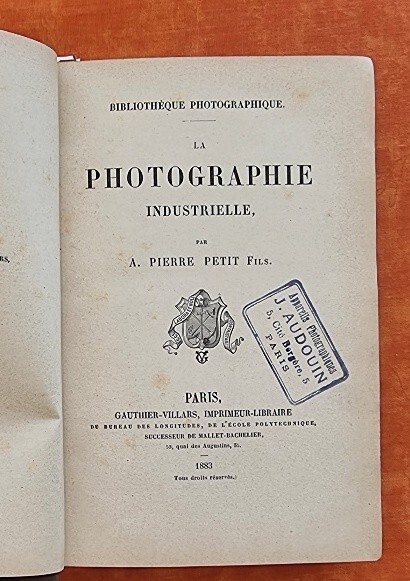 BIBLIOTHÈQUE PHOTOGRAPHIQUE.
LA
PHOTOGRAPHIE
INDUSTRIELLE,
PAR
A. PIERRE PETIT FILS.
Appareils Photographiques
J. AUDOUIN
5, Cité Bergère, 5
PARIS
PARIS,
GAUTHIER-VILLARS, IMPRIMEUR-LIBRAIRE
DU BUREAU DES LONGITUDES, DE L'ÉCOLE POLYTECHNIQUE,
SUCCESSEUR DE MALLET-BACHELIER,
quai des Augustins,
1883
Tous droits réservés.)